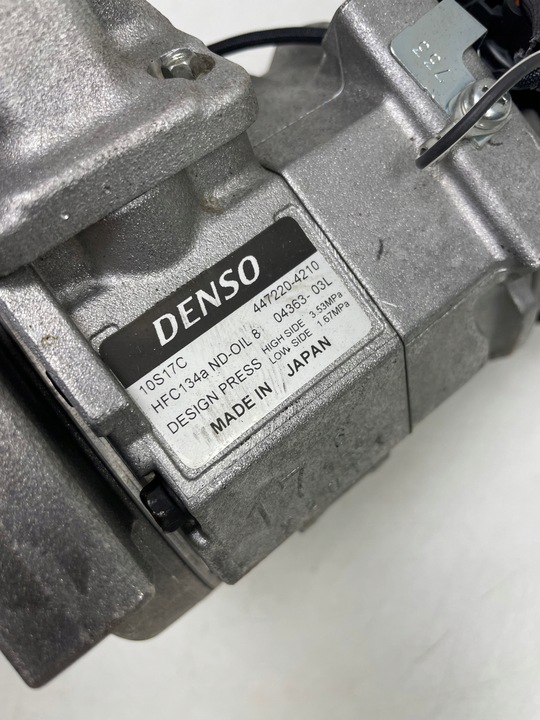 DENSO
10S17C 447220-4210
HFC134a ND-OIL 8 04363-03L
DESIGN PRESS HIGH SIDE 3.53MPa
LOW SIDE 1.67MPa
MADE IN JAPAN